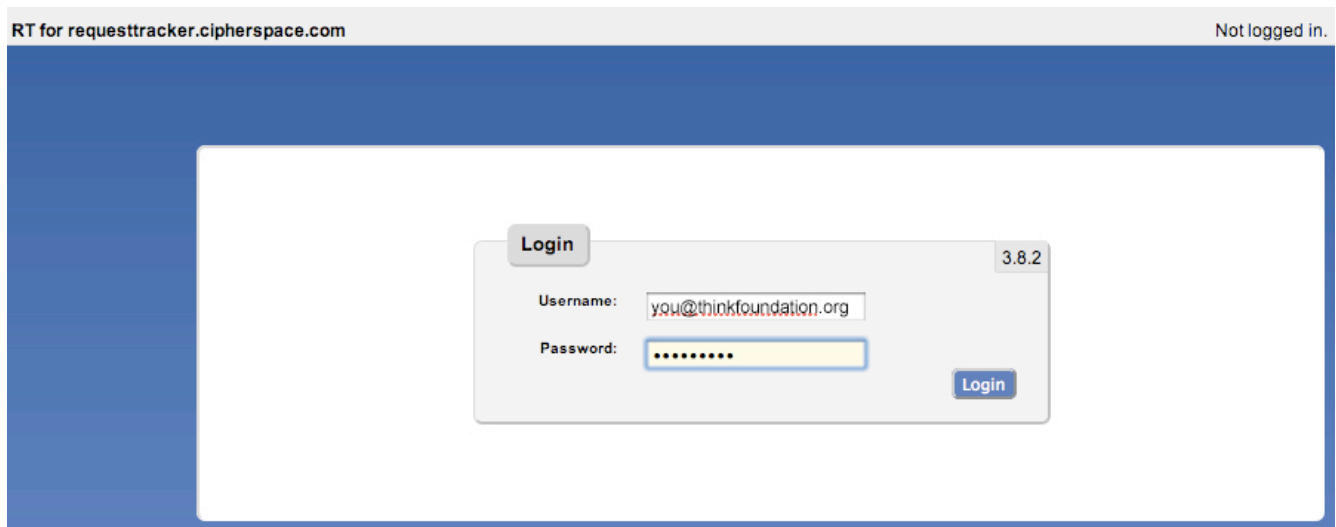 RT for requesttracker.cipherspace.com Not logged in.
Login
3.8.2
Username: you@thinkfoundation.org
Password: •••••••••
Login